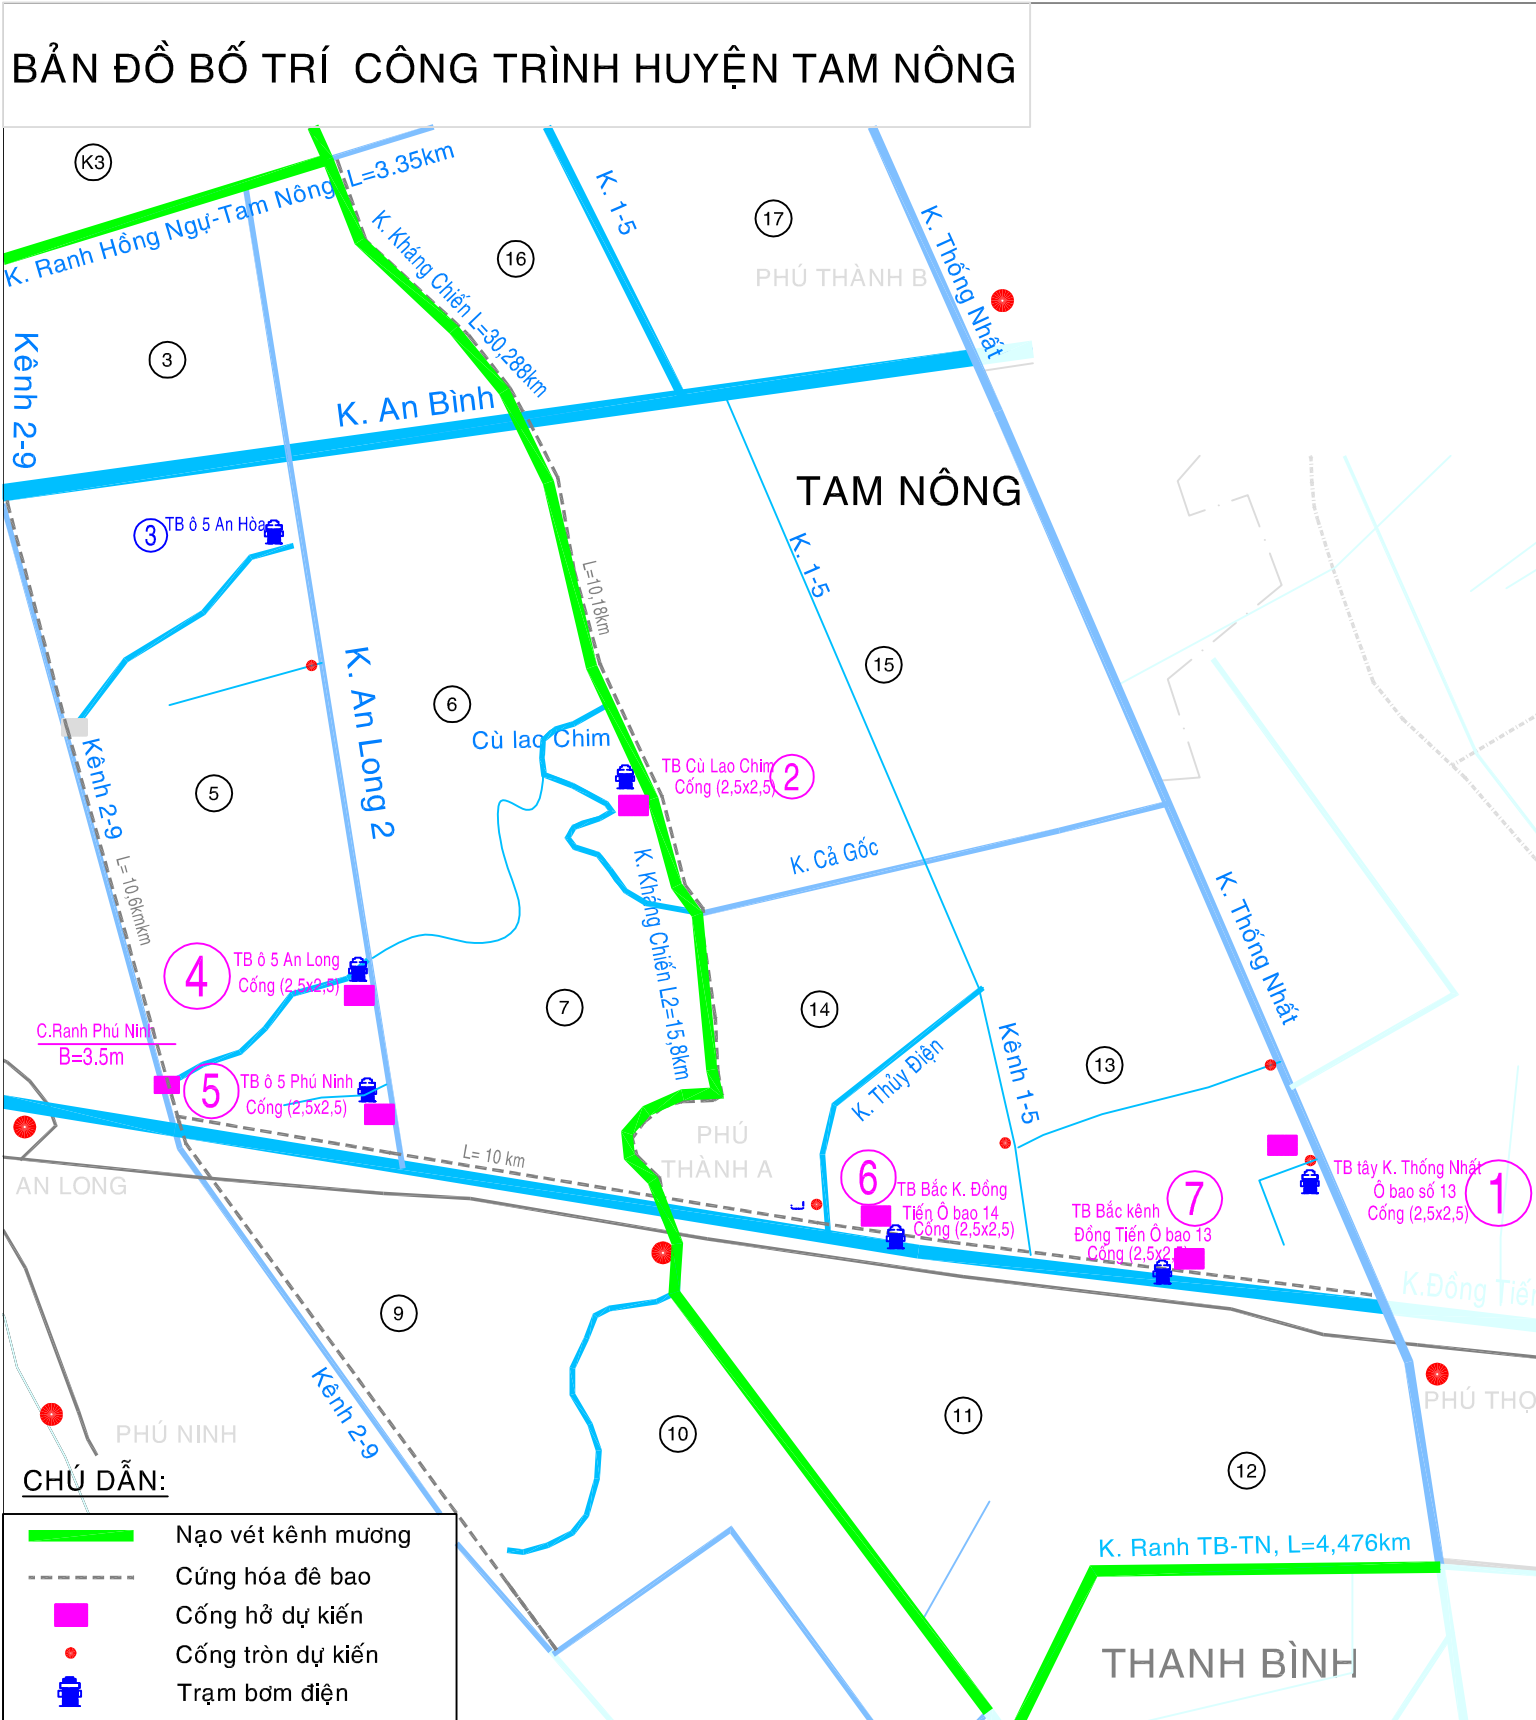 BẢN ĐỒ BỐ TRÍ CÔNG TRÌNH HUYỆN TAM NÔNG
K3
K. Ranh Hồng Ngự-Tam Nông, L=3.35km
K. Kháng Chiến L=30,288km
16
K. 1-5
17
PHÚ THÀNH B
K. Thống Nhất
Kênh 2-9
3
K. An Bình
TAM NÔNG
3
TB ô 5 An Hòa
L=10,18km
K. 1-5
15
K. An Long 2
6
Cù lao Chim
TB Cù Lao Chim
Cống (2,5x2,5)
2
Kênh 2-9
5
L= 10,6kmkm
K. Cả Gốc
K. Kháng Chiến L2=15,8km
K. Thống Nhất
4
TB ô 5 An Long
Cống (2,5x2,5)
7
14
C.Ranh Phú Ninh
B=3.5m
5
TB ô 5 Phú Ninh
Cống (2,5x2,5)
K. Thủy Điện
Kênh 1-5
13
PHÚ
THÀNH A
L= 10 km
AN LONG
6
TB Bắc K. Đồng
Tiến Ô bao 14
Cống (2,5x2,5)
TB Bắc kênh
Đồng Tiến Ô bao 13
Cống (2,5x2,5)
7
TB tây K. Thống Nhất
Ô bao số 13
Cống (2,5x2,5)
1
K.Đồng Tiến
9
Kênh 2-9
PHÚ NINH
10
11
12
PHÚ THỌ
K. Ranh TB-TN, L=4,476km
THANH BÌNH
CHÚ DẪN:
Nạo vét kênh mương
Cứng hóa đê bao
Cống hở dự kiến
Cống tròn dự kiến
Trạm bơm điện